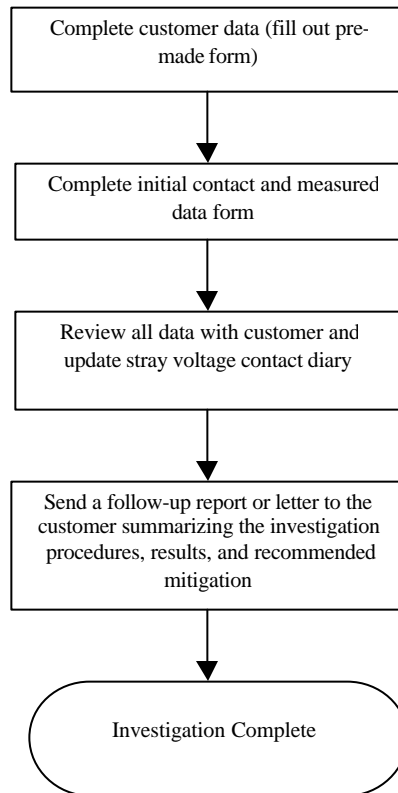 Complete customer data (fill out pre-
made form)
Complete initial contact and measured
data form
Review all data with customer and
update stray voltage contact diary
Send a follow-up report or letter to the
customer summarizing the investigation
procedures, results, and recommended
mitigation
Investigation Complete